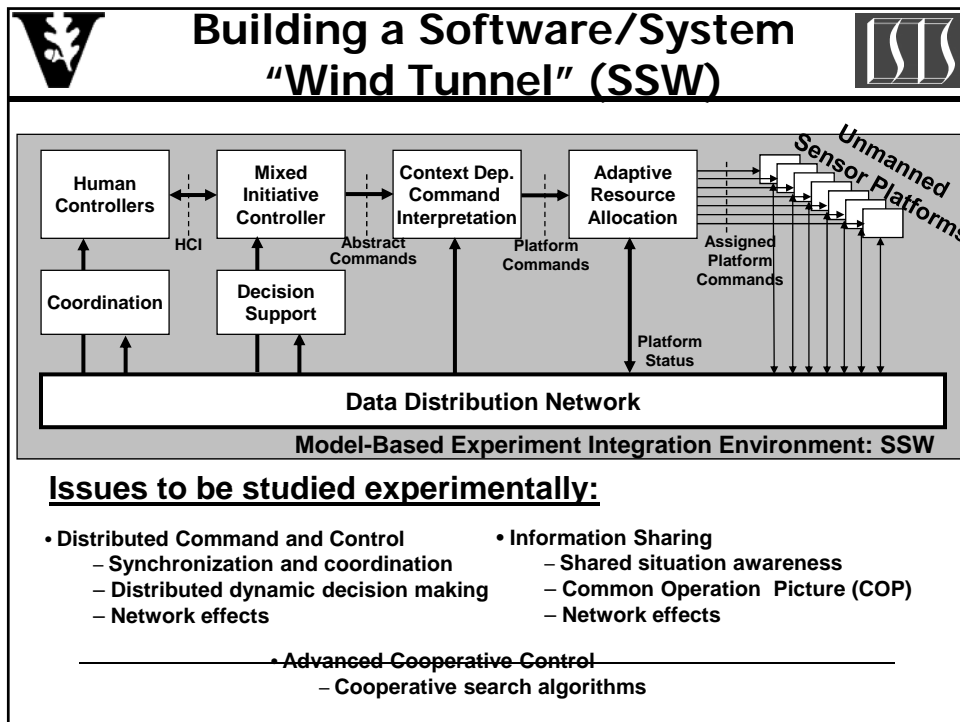 Building a Software/System
“Wind Tunnel” (SSW)
ISIS
Human
Controllers
Mixed
Initiative
Controller
Context Dep.
Command
Interpretation
Adaptive
Resource
Allocation
Unmanned
Sensor Platforms
HCI
Abstract
Commands
Platform
Commands
Assigned
Platform
Commands
Coordination
Decision
Support
Platform
Status
Data Distribution Network
Model-Based Experiment Integration Environment: SSW
Issues to be studied experimentally:
• Distributed Command and Control
– Synchronization and coordination
– Distributed dynamic decision making
– Network effects
• Information Sharing
– Shared situation awareness
– Common Operation Picture (COP)
– Network effects
• Advanced Cooperative Control
– Cooperative search algorithms